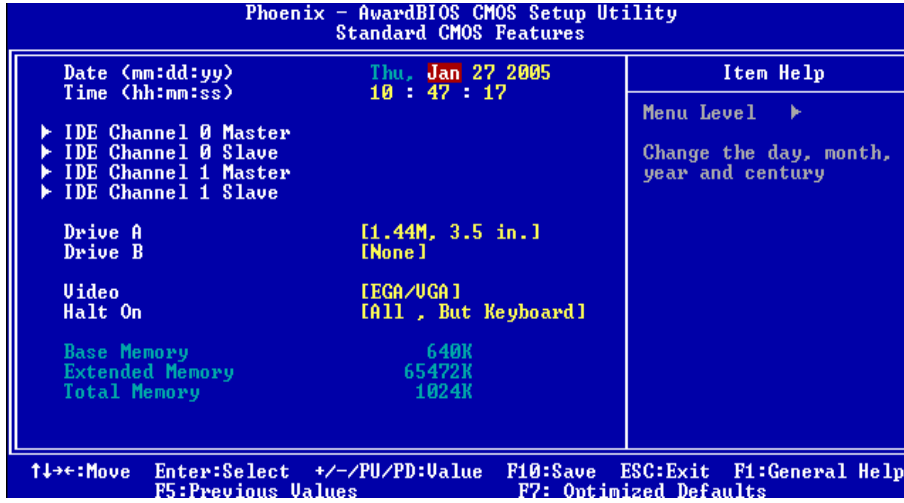 Phoenix - AwardBIOS CMOS Setup Utility
Standard CMOS Features
Date (mm:dd:yy) Thu, Jan 27 2005
Time (hh:mm:ss) 10 : 47 : 17
IDE Channel 0 Master
IDE Channel 0 Slave
IDE Channel 1 Master
IDE Channel 1 Slave
Drive A [1.44M, 3.5 in.]
Drive B [None]
Video [EGA/VGA]
Halt On [All , But Keyboard]
Base Memory 640K
Extended Memory 65472K
Total Memory 1024K
Item Help
Menu Level
Change the day, month,
year and century
↑↓→←:Move Enter:Select +/-/PU/PD:Value F10:Save ESC:Exit F1:General Help
F5:Previous Values F7: Optimized Defaults